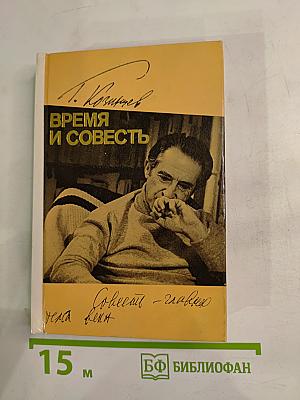 Г. Козинцев
ВРЕМЯ
И СОВЕСТЬ
Совесть – главная
тема века
15 м
БФ БИБЛИОФАН